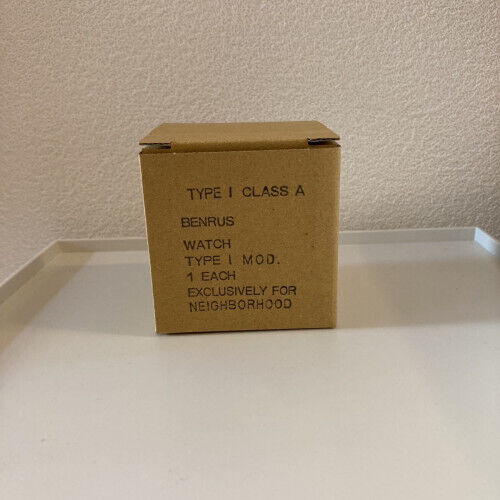 TYPE I CLASS A
BENRUS
WATCH
TYPE I MOD.
1 EACH
EXCLUSIVELY FOR
NEIGHBORHOOD